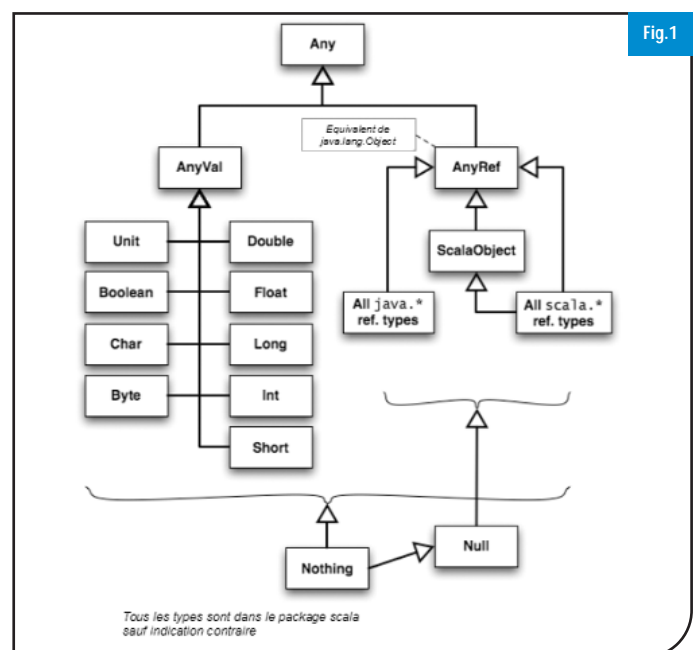 Fig.1
Any
Equivalent de
java.lang.Object
AnyVal
AnyRef
Unit
Double
ScalaObject
Boolean
Float
All java.*
ref. types
All scala.*
ref. types
Char
Long
Byte
Int
Short
Nothing
Null
Tous les types sont dans le package scala
sauf indication contraire